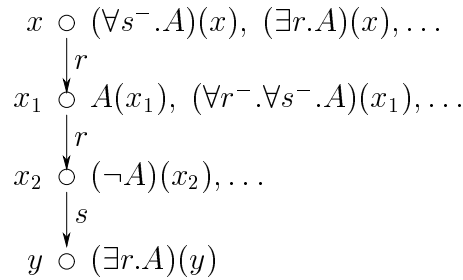 x (∀s⁻.A)(x), (∃r.A)(x),…
r
x₁ A(x₁), (∀r⁻.∀s⁻.A)(x₁),…
r
x₂ (¬A)(x₂),…
s
y (∃r.A)(y)